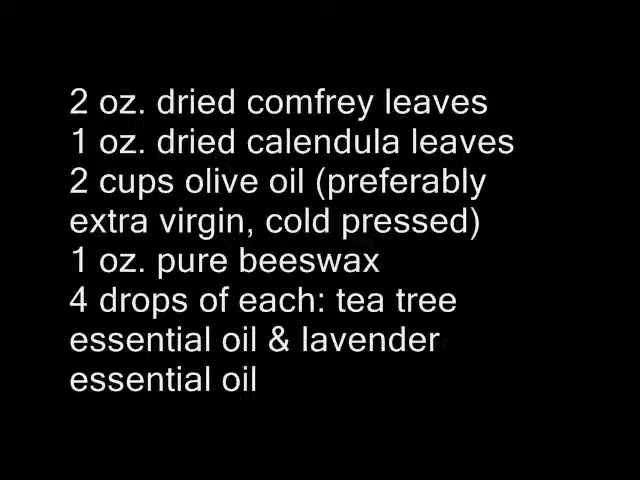 2 oz. dried comfrey leaves
1 oz. dried calendula leaves
2 cups olive oil (preferably
extra virgin, cold pressed)
1 oz. pure beeswax
4 drops of each: tea tree
essential oil & lavender
essential oil